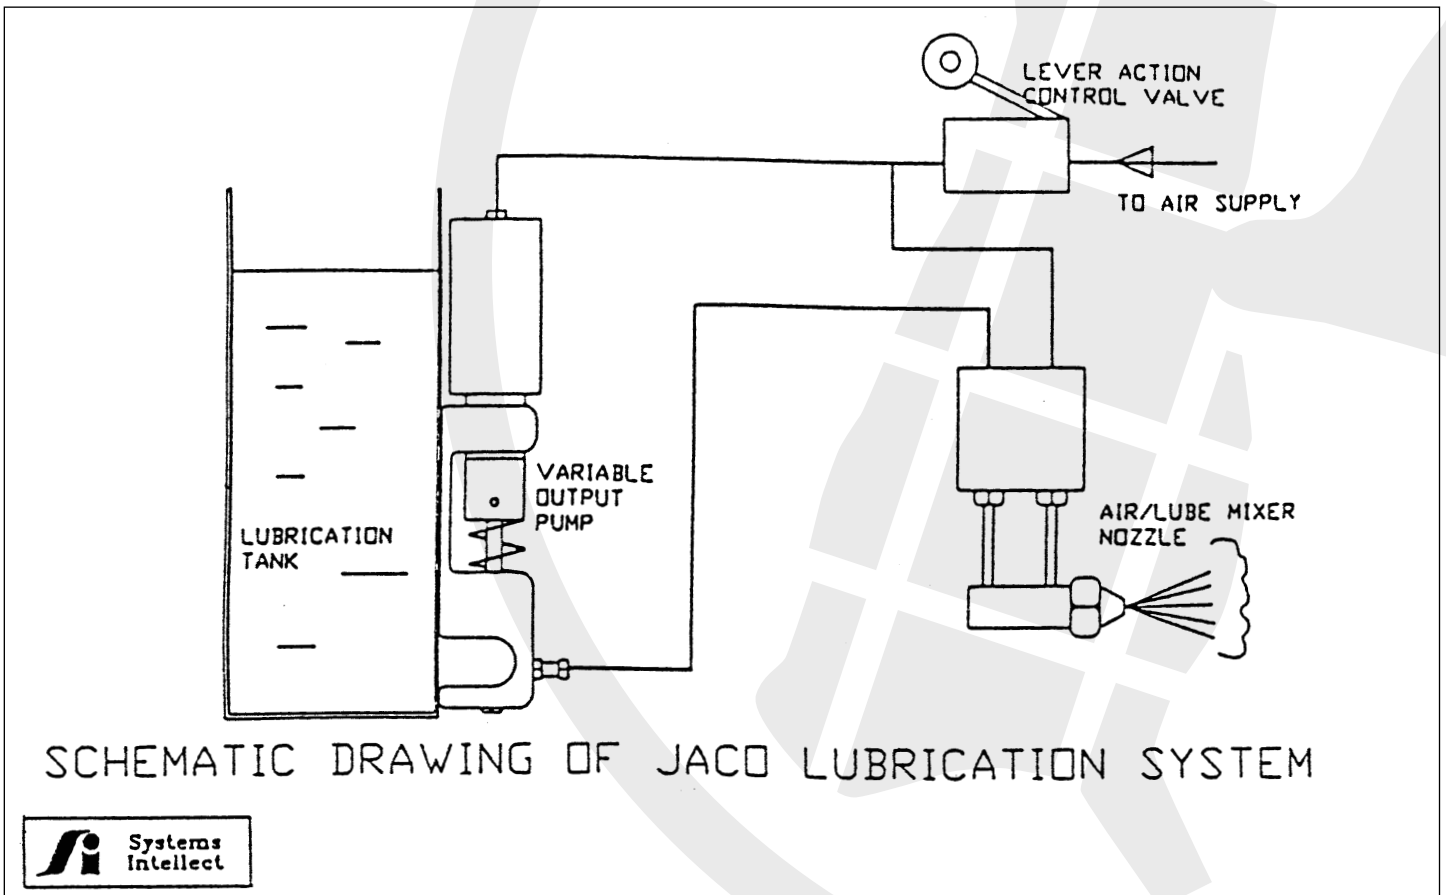 LEVER ACTION
CONTROL VALVE
TO AIR SUPPLY
VARIABLE
OUTPUT
PUMP
LUBRICATION
TANK
AIR/LUBE MIXER
NOZZLE
SCHEMATIC DRAWING OF JACO LUBRICATION SYSTEM
Si Systems
Intellect